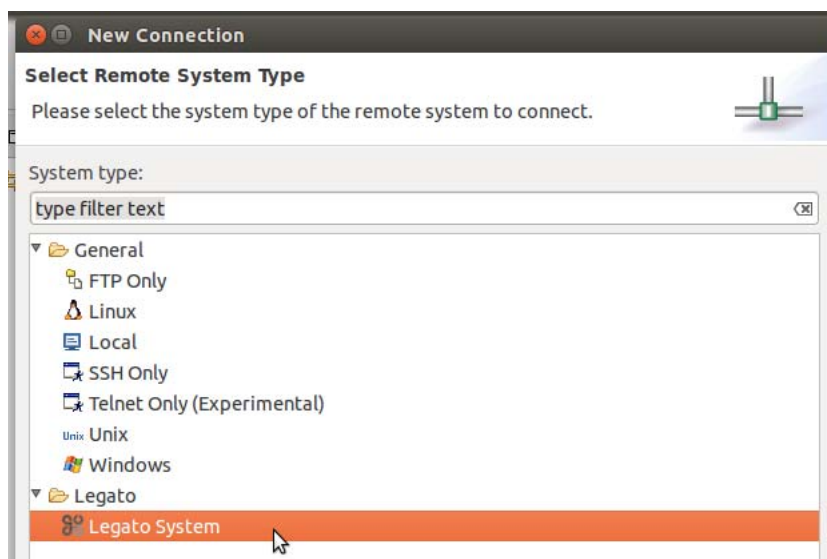 New Connection
Select Remote System Type
Please select the system type of the remote system to connect.
System type:
type filter text
General
FTP Only
Linux
Local
SSH Only
Telnet Only (Experimental)
Unix Unix
Windows
Legato
Legato System